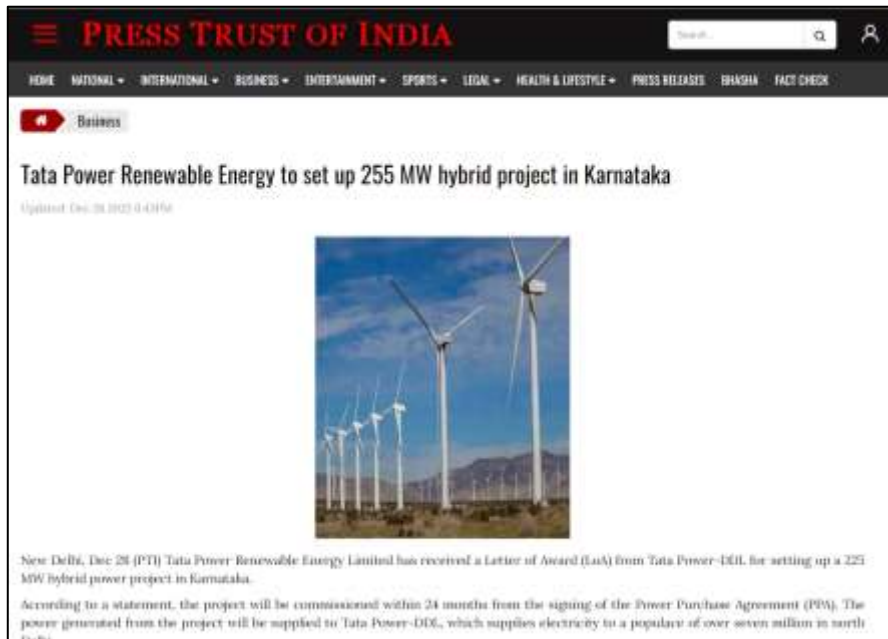 PRESS TRUST OF INDIA
Search...
HOME NATIONAL INTERNATIONAL BUSINESS ENTERTAINMENT SPORTS LEGAL HEALTH & LIFESTYLE PRESS RELEASES BHASHA FACT CHECK
Business
Tata Power Renewable Energy to set up 255 MW hybrid project in Karnataka
Updated: Dec 28 2022
New Delhi, Dec 28 (PTI) Tata Power Renewable Energy Limited has received a Letter of Award (LoA) from Tata Power-DDL for setting up a 225
MW hybrid power project in Karnataka.
According to a statement, the project will be commissioned within 24 months from the signing of the Power Purchase Agreement (PPA). The
power generated from the project will be supplied to Tata Power-DDL, which supplies electricity to a populace of over seven million in north